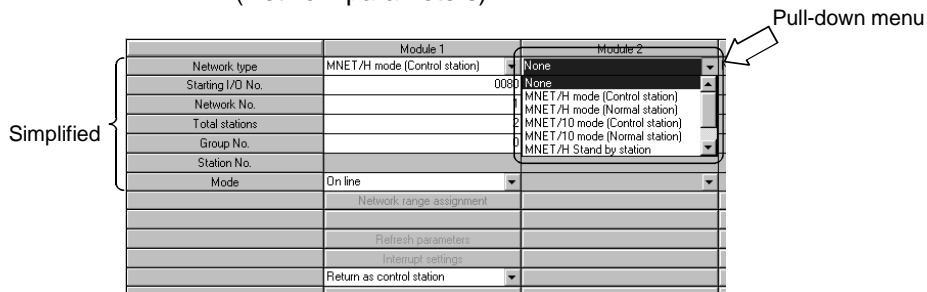 Pull-down menu
Module 1 Module 2
Network type MNET/H mode (Control station) None
Starting I/O No. 0080 None
MNET/H mode (Control station)
Network No. 1 MNET/H mode (Normal station)
Total stations 2 MNET/10 mode (Control station)
MNET/10 mode (Normal station)
Simplified
Group No. 0 MNET/H Stand by station
Station No.
Mode On line
Network range assignment
Refresh parameters
Interrupt settings
Return as control station